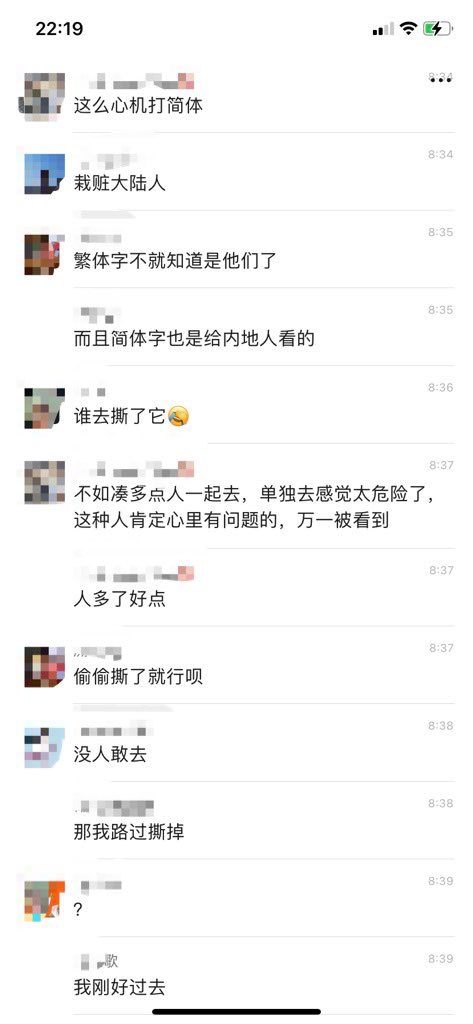 22:19
8:34
这么心机打简体
8:34
栽赃大陆人
8:35
繁体字不就知道是他们了
8:35
而且简体字也是给内地人看的
8:36
谁去撕了它🤣
8:37
不如凑多点人一起去，单独去感觉太危险了，
这种人肯定心里有问题的，万一被看到
8:37
人多了好点
8:37
偷偷撕了就行呗
8:38
没人敢去
8:38
那我路过撕掉
8:39
?
歌
8:39
我刚好过去